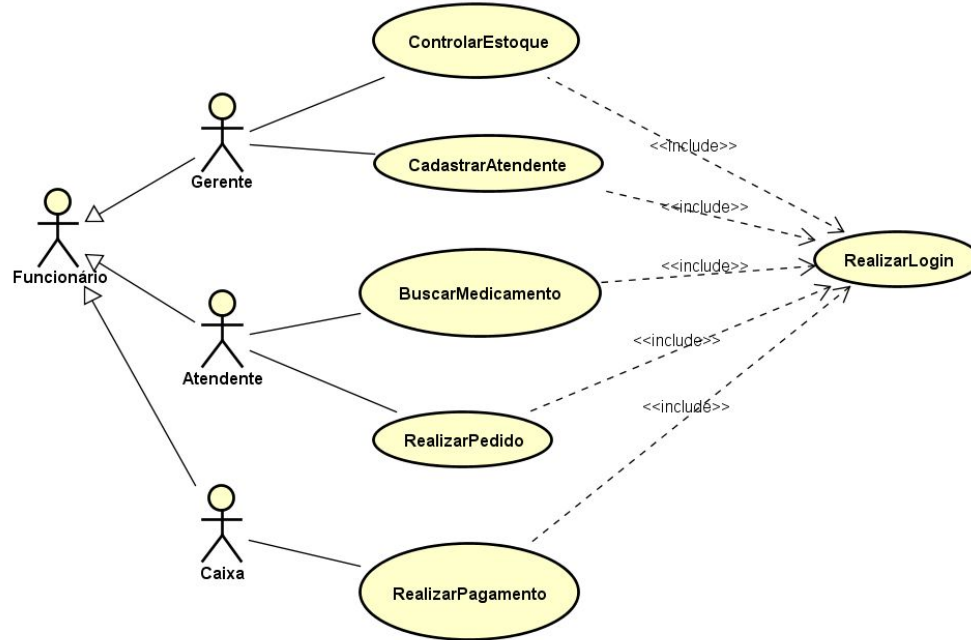 ControlarEstoque
<<include>>
Gerente
CadastrarAtendente
<<include>>
RealizarLogin
Funcionário
BuscarMedicamento
<<include>>
Atendente
<<include>>
RealizarPedido
<<include>>
Caixa
RealizarPagamento